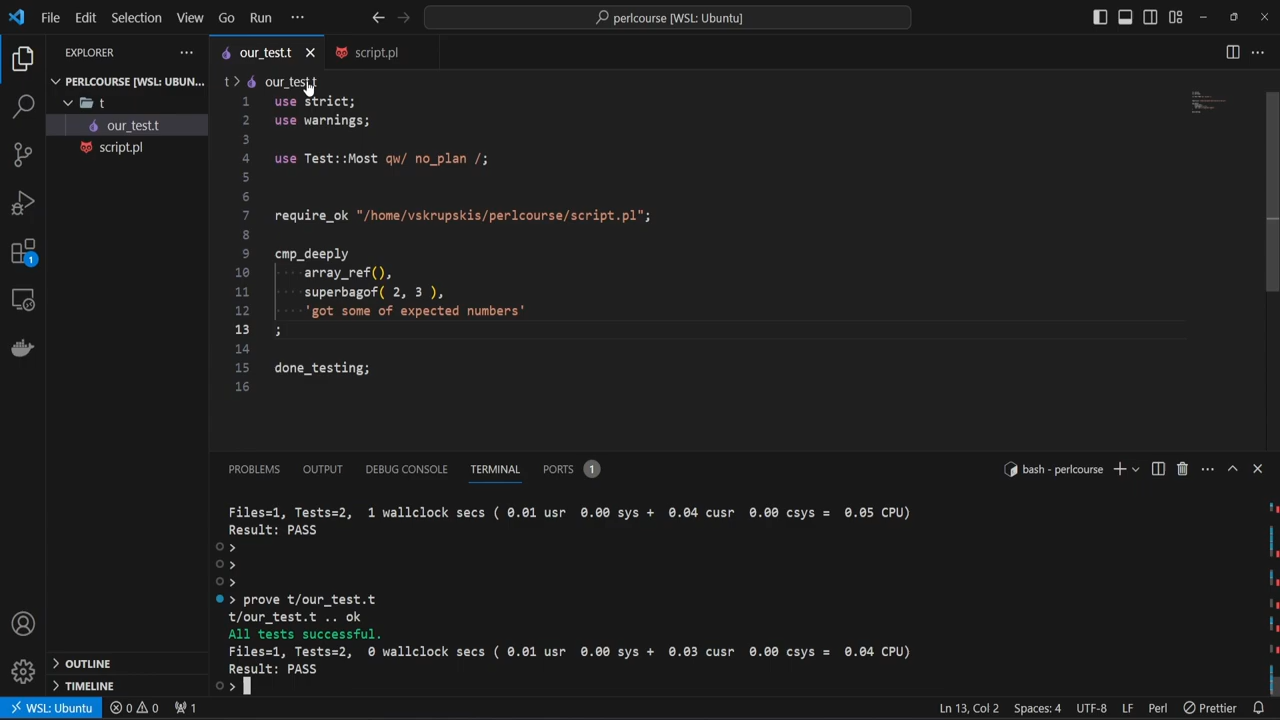 File Edit Selection View Go Run ··· perlcourse [WSL: Ubuntu]
EXPLORER ···
our_test.t script.pl
PERLCOURSE [WSL: UBUN...
t > our_test.t
t
our_test.t
script.pl
1 use strict;
2 use warnings;
3
4 use Test::Most qw/ no_plan /;
5
6
7 require_ok "/home/vskrupskis/perlcourse/script.pl";
8
9 cmp_deeply
10 ····array_ref(),
11 ····superbagof( 2, 3 ),
12 ····'got some of expected numbers'
13 ;
14
15 done_testing;
16
1
PROBLEMS OUTPUT DEBUG CONSOLE TERMINAL PORTS 1 bash - perlcourse
Files=1, Tests=2,  1 wallclock secs ( 0.01 usr  0.00 sys +  0.04 cusr  0.00 csys =  0.05 CPU)
Result: PASS
>
>
>
> prove t/our_test.t
t/our_test.t .. ok
All tests successful.
Files=1, Tests=2,  0 wallclock secs ( 0.01 usr  0.00 sys +  0.03 cusr  0.00 csys =  0.04 CPU)
Result: PASS
>
OUTLINE
TIMELINE
WSL: Ubuntu 0 0 1 Ln 13, Col 2 Spaces: 4 UTF-8 LF Perl Prettier